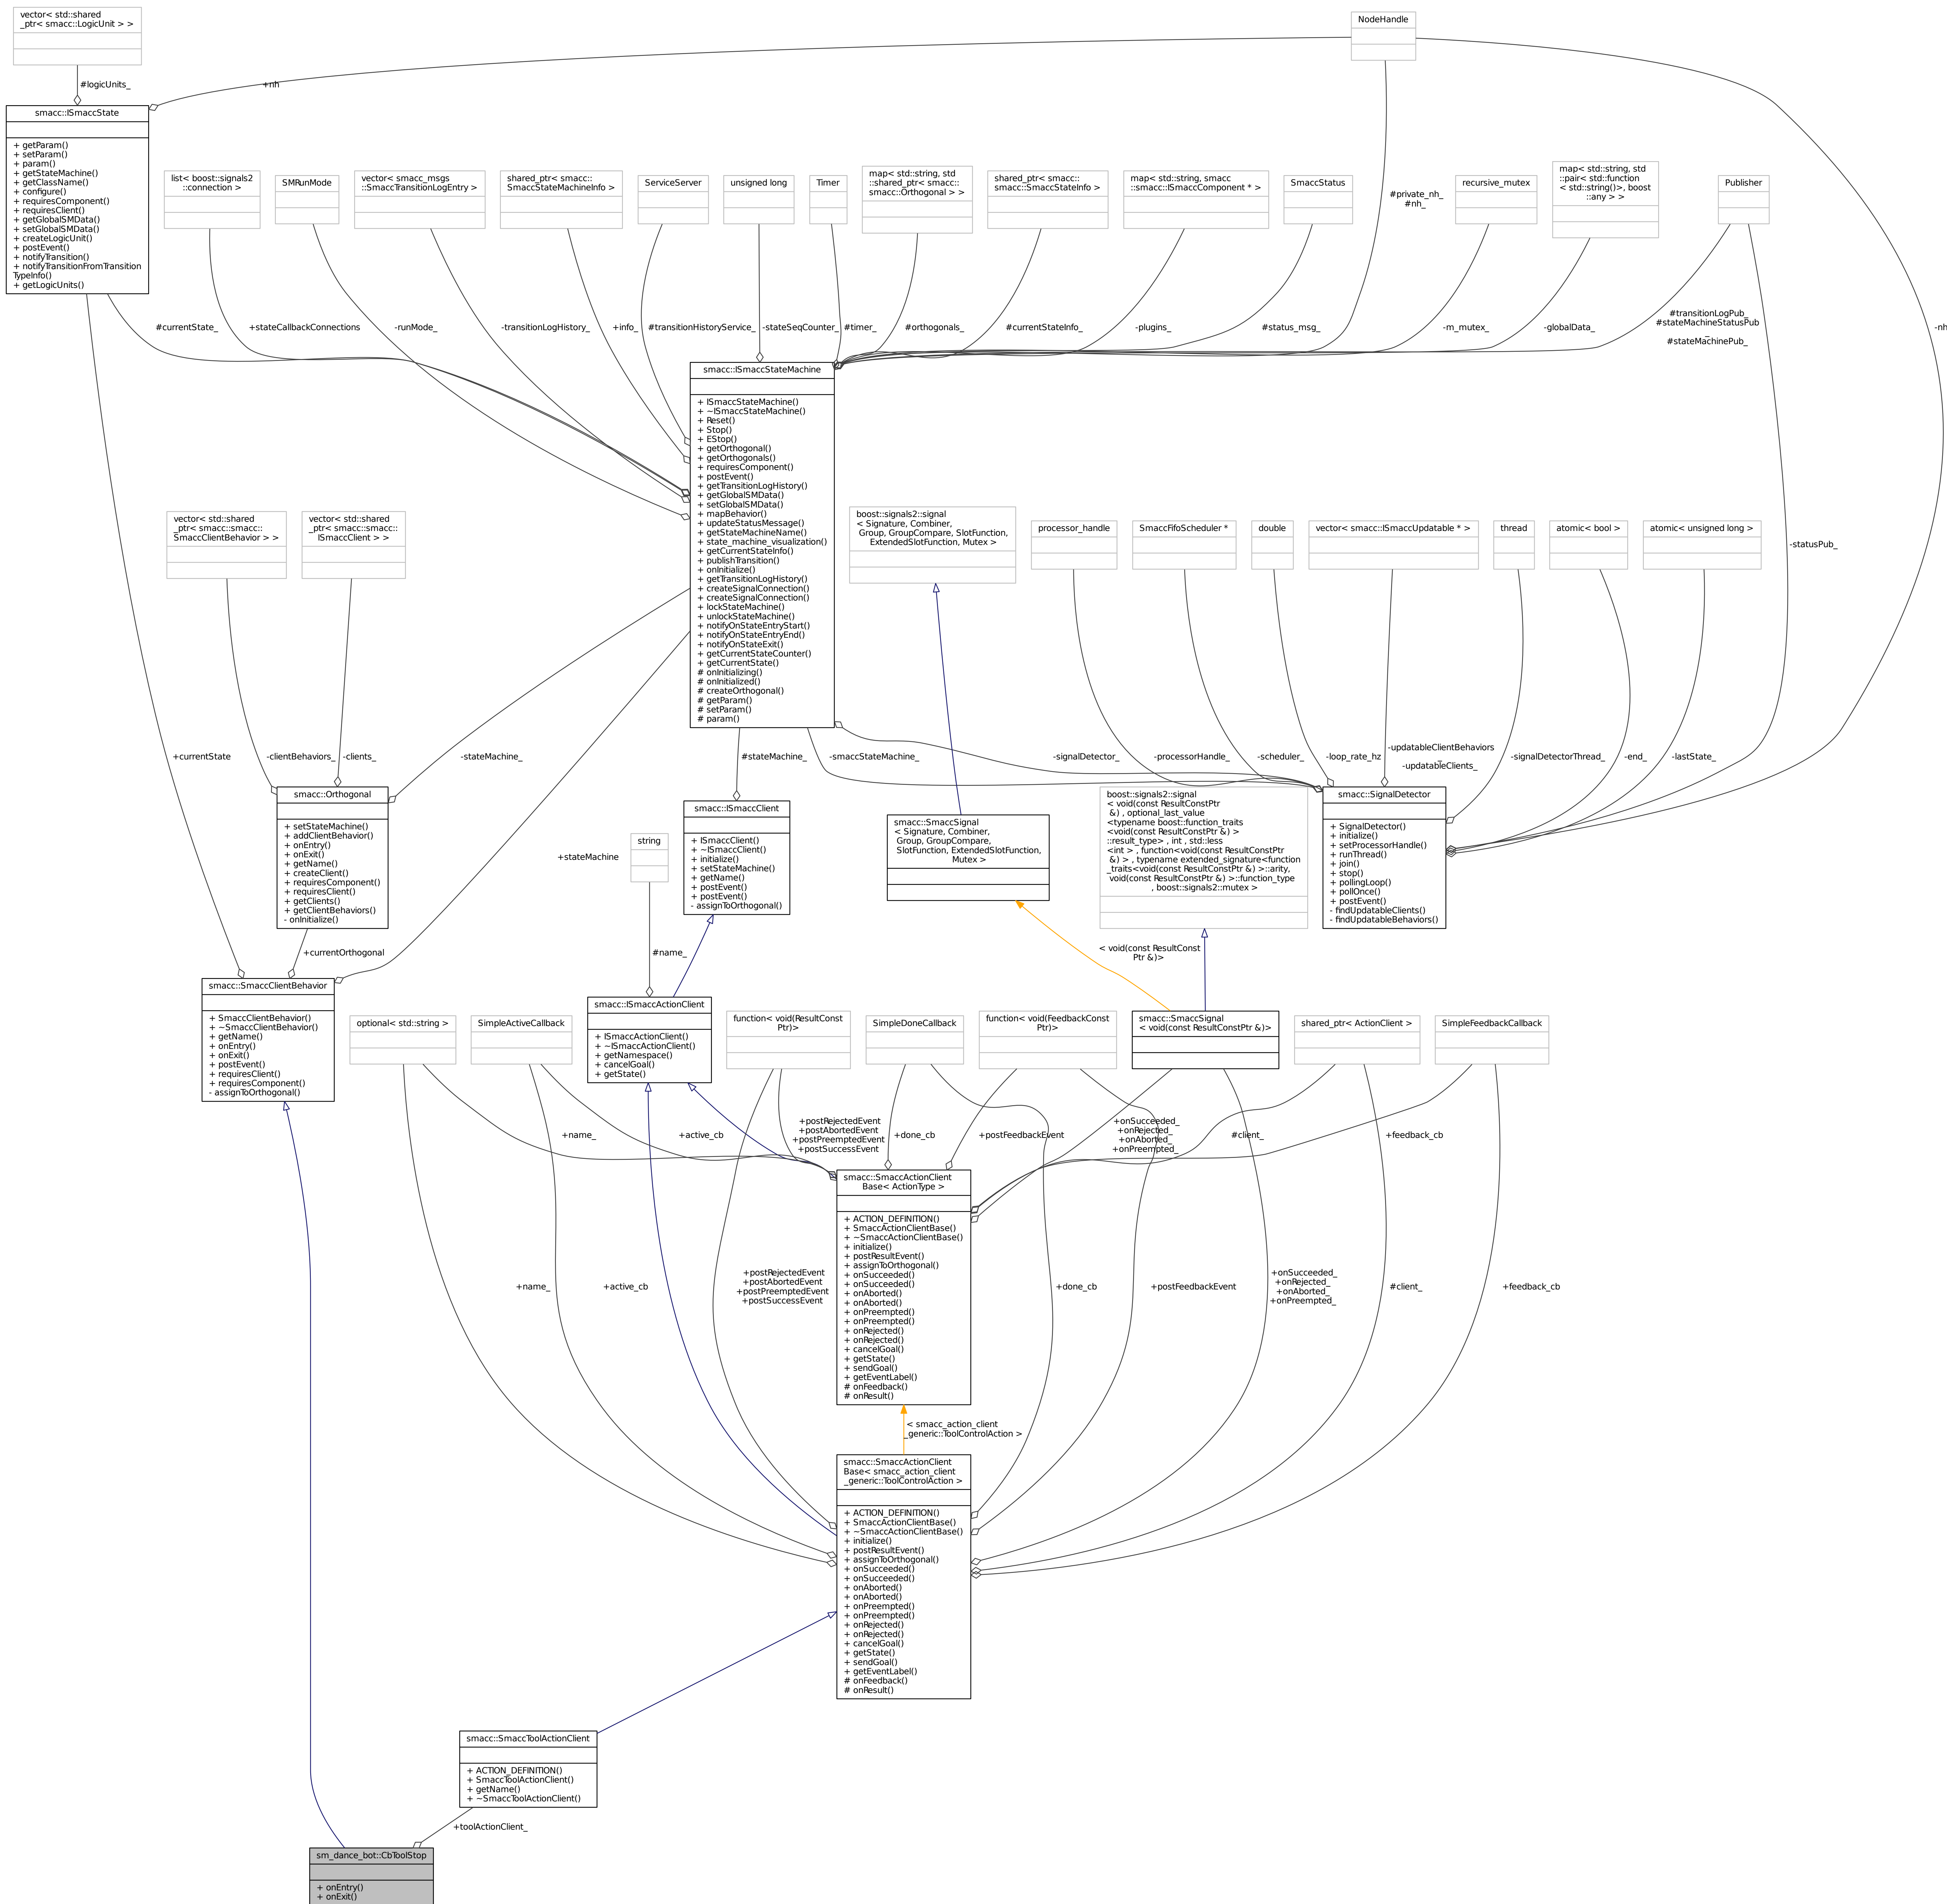 vector< std::shared
_ptr< smacc::LogicUnit > >
NodeHandle
#logicUnits_
+nh
smacc::ISmaccState
+ getParam()
+ setParam()
+ param()
+ getStateMachine()
+ getClassName()
+ configure()
+ requiresComponent()
+ requiresClient()
+ getGlobalSMData()
+ setGlobalSMData()
+ createLogicUnit()
+ postEvent()
+ notifyTransition()
+ notifyTransitionFromTransition
TypeInfo()
+ getLogicUnits()
list< boost::signals2
::connection >
SMRunMode
vector< smacc_msgs
::SmaccTransitionLogEntry >
shared_ptr< smacc::
SmaccStateMachineInfo >
ServiceServer
unsigned long
Timer
map< std::string, std
::shared_ptr< smacc::
smacc::Orthogonal > >
shared_ptr< smacc::
smacc::SmaccStateInfo >
map< std::string, smacc
::smacc::ISmaccComponent * >
SmaccStatus
#private_nh_
#nh_
recursive_mutex
map< std::string, std
::pair< std::function
< std::string()>, boost
::any > >
Publisher
#currentState_
+stateCallbackConnections
-runMode_
-transitionLogHistory_
+info_
#transitionHistoryService_
-stateSeqCounter_
#timer_
#orthogonals_
#currentStateInfo_
-plugins_
#status_msg_
-m_mutex_
-globalData_
#transitionLogPub_
#stateMachineStatusPub
_
#stateMachinePub_
-nh
smacc::ISmaccStateMachine
+ ISmaccStateMachine()
+ ~ISmaccStateMachine()
+ Reset()
+ Stop()
+ EStop()
+ getOrthogonal()
+ getOrthogonals()
+ requiresComponent()
+ postEvent()
+ getTransitionLogHistory()
+ getGlobalSMData()
+ setGlobalSMData()
+ mapBehavior()
+ updateStatusMessage()
+ getStateMachineName()
+ state_machine_visualization()
+ getCurrentStateInfo()
+ publishTransition()
+ onInitialize()
+ getTransitionLogHistory()
+ createSignalConnection()
+ createSignalConnection()
+ lockStateMachine()
+ unlockStateMachine()
+ notifyOnStateEntryStart()
+ notifyOnStateEntryEnd()
+ notifyOnStateExit()
+ getCurrentStateCounter()
+ getCurrentState()
# onInitializing()
# onInitialized()
# createOrthogonal()
# getParam()
# setParam()
# param()
vector< std::shared
_ptr< smacc::smacc::
SmaccClientBehavior > >
vector< std::shared
_ptr< smacc::smacc::
ISmaccClient > >
boost::signals2::signal
< Signature, Combiner,
Group, GroupCompare, SlotFunction,
ExtendedSlotFunction, Mutex >
processor_handle
SmaccFifoScheduler *
double
vector< smacc::ISmaccUpdatable * >
thread
atomic< bool >
atomic< unsigned long >
-statusPub_
+currentState
-clientBehaviors_
-clients_
-stateMachine_
#stateMachine_
-smaccStateMachine_
-signalDetector_
-processorHandle_
-scheduler_
-loop_rate_hz
-updatableClientBehaviors
_
-updatableClients_
-signalDetectorThread_
-end_
-lastState_
smacc::Orthogonal
+ setStateMachine()
+ addClientBehavior()
+ onEntry()
+ onExit()
+ getName()
+ createClient()
+ requiresComponent()
+ requiresClient()
+ getClients()
+ getClientBehaviors()
- onInitialize()
+stateMachine
string
smacc::ISmaccClient
+ ISmaccClient()
+ ~ISmaccClient()
+ initialize()
+ setStateMachine()
+ getName()
+ postEvent()
+ postEvent()
- assignToOrthogonal()
smacc::SmaccSignal
< Signature, Combiner,
Group, GroupCompare,
SlotFunction, ExtendedSlotFunction,
Mutex >
boost::signals2::signal
< void(const ResultConstPtr
&) , optional_last_value
<typename boost::function_traits
<void(const ResultConstPtr &) >
::result_type> , int , std::less
<int > , function<void(const ResultConstPtr
&) > , typename extended_signature<function
_traits<void(const ResultConstPtr &) >::arity,
void(const ResultConstPtr &) >::function_type
, boost::signals2::mutex >
smacc::SignalDetector
+ SignalDetector()
+ initialize()
+ setProcessorHandle()
+ runThread()
+ join()
+ stop()
+ pollingLoop()
+ pollOnce()
+ postEvent()
- findUpdatableClients()
- findUpdatableBehaviors()
+currentOrthogonal
#name_
< void(const ResultConst
Ptr &)>
smacc::SmaccClientBehavior
+ SmaccClientBehavior()
+ ~SmaccClientBehavior()
+ getName()
+ onEntry()
+ onExit()
+ postEvent()
+ requiresClient()
+ requiresComponent()
- assignToOrthogonal()
optional< std::string >
SimpleActiveCallback
smacc::ISmaccActionClient
+ ISmaccActionClient()
+ ~ISmaccActionClient()
+ getNamespace()
+ cancelGoal()
+ getState()
function< void(ResultConst
Ptr)>
SimpleDoneCallback
function< void(FeedbackConst
Ptr)>
smacc::SmaccSignal
< void(const ResultConstPtr &)>
shared_ptr< ActionClient >
SimpleFeedbackCallback
+name_
+active_cb
+postRejectedEvent
+postAbortedEvent
+postPreemptedEvent
+postSuccessEvent
+done_cb
+postFeedbackEvent
+onSucceeded_
+onRejected_
+onAborted_
+onPreempted_
#client_
+feedback_cb
smacc::SmaccActionClient
Base< ActionType >
+ ACTION_DEFINITION()
+ SmaccActionClientBase()
+ ~SmaccActionClientBase()
+ initialize()
+ postResultEvent()
+ assignToOrthogonal()
+ onSucceeded()
+ onSucceeded()
+ onAborted()
+ onAborted()
+ onPreempted()
+ onPreempted()
+ onRejected()
+ onRejected()
+ cancelGoal()
+ getState()
+ sendGoal()
+ getEventLabel()
# onFeedback()
# onResult()
+name_
+active_cb
+postRejectedEvent
+postAbortedEvent
+postPreemptedEvent
+postSuccessEvent
+done_cb
+postFeedbackEvent
+onSucceeded_
+onRejected_
+onAborted_
+onPreempted_
#client_
+feedback_cb
< smacc_action_client
_generic::ToolControlAction >
smacc::SmaccActionClient
Base< smacc_action_client
_generic::ToolControlAction >
+ ACTION_DEFINITION()
+ SmaccActionClientBase()
+ ~SmaccActionClientBase()
+ initialize()
+ postResultEvent()
+ assignToOrthogonal()
+ onSucceeded()
+ onSucceeded()
+ onAborted()
+ onAborted()
+ onPreempted()
+ onPreempted()
+ onRejected()
+ onRejected()
+ cancelGoal()
+ getState()
+ sendGoal()
+ getEventLabel()
# onFeedback()
# onResult()
smacc::SmaccToolActionClient
+ ACTION_DEFINITION()
+ SmaccToolActionClient()
+ getName()
+ ~SmaccToolActionClient()
+toolActionClient_
sm_dance_bot::CbToolStop
+ onEntry()
+ onExit()